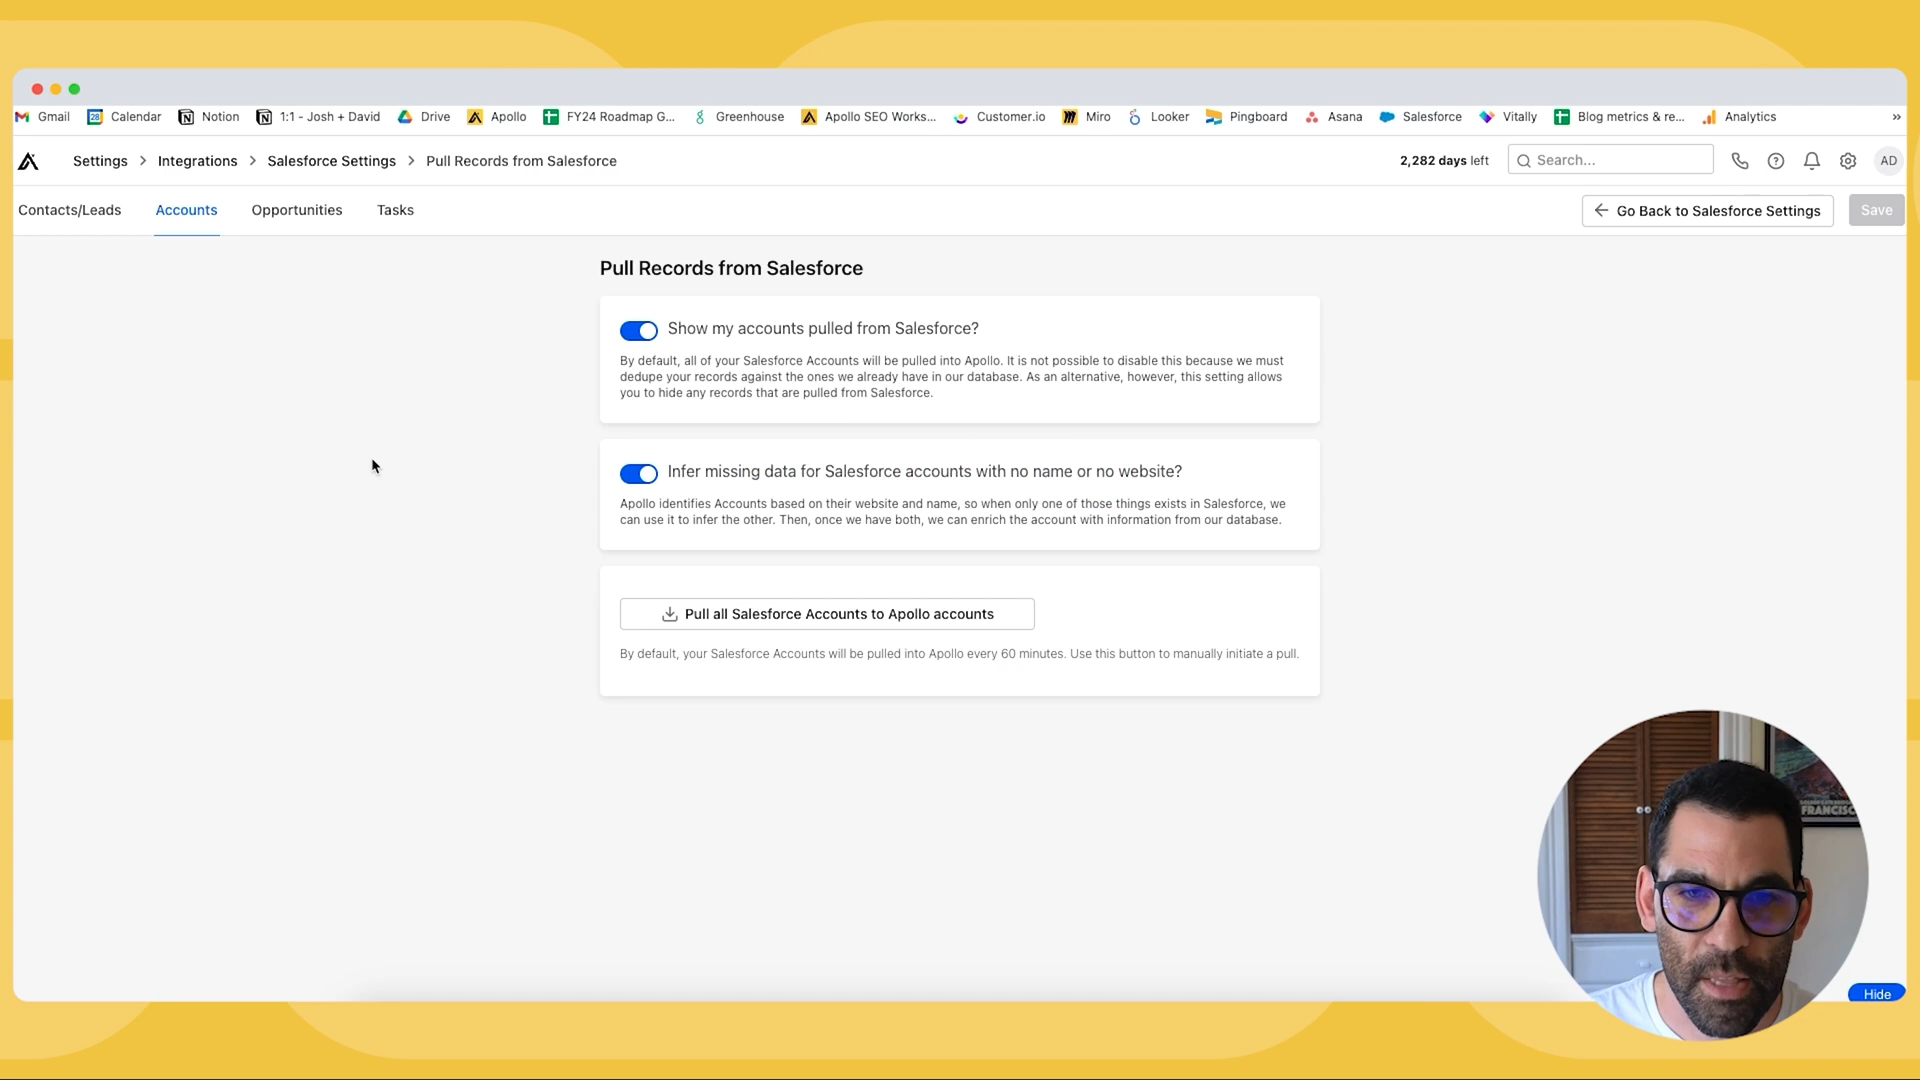 Gmail 28 Calendar Notion 1:1 - Josh + David Drive Apollo FY24 Roadmap G... Greenhouse Apollo SEO Works... Customer.io Miro Looker Pingboard Asana Salesforce Vitally Blog metrics & re... Analytics »
Settings > Integrations > Salesforce Settings > Pull Records from Salesforce 2,282 days left Search... AD
Contacts/Leads Accounts Opportunities Tasks Go Back to Salesforce Settings Save
Pull Records from Salesforce
Show my accounts pulled from Salesforce?
By default, all of your Salesforce Accounts will be pulled into Apollo. It is not possible to disable this because we must
dedupe your records against the ones we already have in our database. As an alternative, however, this setting allows
you to hide any records that are pulled from Salesforce.
Infer missing data for Salesforce accounts with no name or no website?
Apollo identifies Accounts based on their website and name, so when only one of those things exists in Salesforce, we
can use it to infer the other. Then, once we have both, we can enrich the account with information from our database.
Pull all Salesforce Accounts to Apollo accounts
By default, your Salesforce Accounts will be pulled into Apollo every 60 minutes. Use this button to manually initiate a pull.
Hide